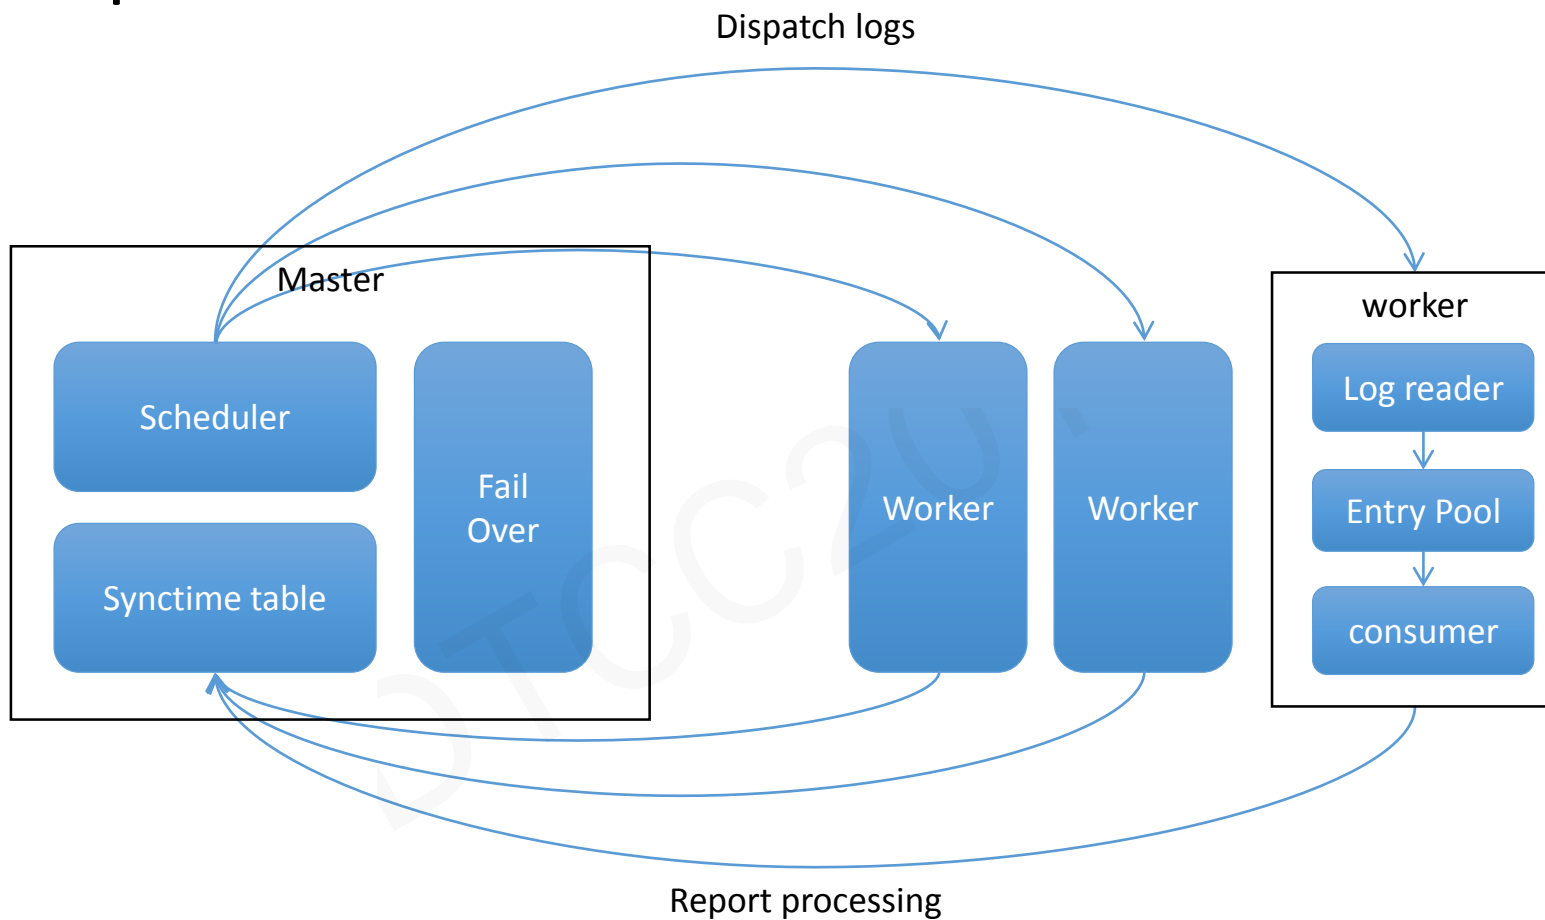 Dispatch logs
Master
worker
Scheduler
Log reader
Fail
Over
Worker
Worker
Entry Pool
Synctime table
consumer
Report processing